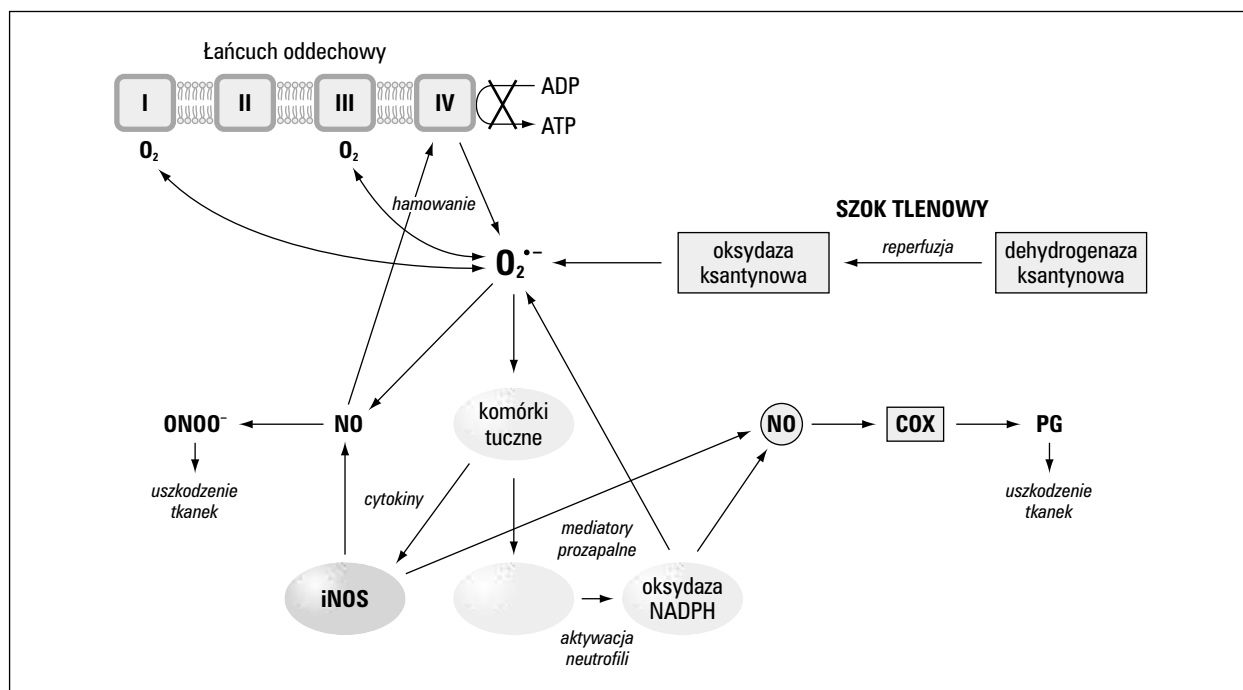 Łańcuch oddechowy
I II III IV
ADP
ATP
O₂ O₂
hamowanie
SZOK TLENOWY
O₂•−
oksydaza
ksantynowa
reperfuzja
dehydrogenaza
ksantynowa
komórki
tuczne
ONOO⁻
NO
NO
COX
PG
uszkodzenie
tkanek
cytokiny
mediatory
prozapalne
uszkodzenie
tkanek
iNOS
oksydaza
NADPH
aktywacja
neutrofili